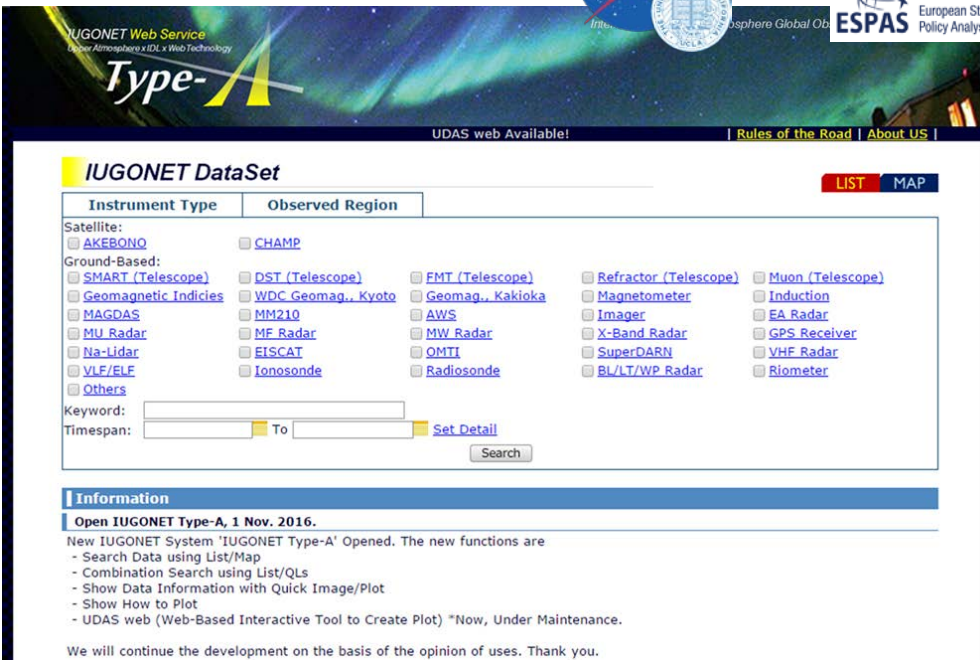 IUGONET Web Service
Upper Atmosphere x IDL x Web Technology
Type-A
sphere Global Ob
UCLA
ESPAS
European St
Policy Analys
UDAS web Available!
| Rules of the Road | About US |
IUGONET DataSet
LIST MAP
Instrument Type Observed Region
Satellite:
AKEBONO CHAMP
Ground-Based:
SMART (Telescope) DST (Telescope) FMT (Telescope) Refractor (Telescope) Muon (Telescope)
Geomagnetic Indicies WDC Geomag., Kyoto Geomag., Kakioka Magnetometer Induction
MAGDAS MM210 AWS Imager EA Radar
MU Radar MF Radar MW Radar X-Band Radar GPS Receiver
Na-Lidar EISCAT OMTI SuperDARN VHF Radar
VLF/ELF Ionosonde Radiosonde BL/LT/WP Radar Riometer
Others
Keyword:
Timespan: To Set Detail
Search
Information
Open IUGONET Type-A, 1 Nov. 2016.
New IUGONET System 'IUGONET Type-A' Opened. The new functions are
- Search Data using List/Map
- Combination Search using List/QLs
- Show Data Information with Quick Image/Plot
- Show How to Plot
- UDAS web (Web-Based Interactive Tool to Create Plot) *Now, Under Maintenance.
We will continue the development on the basis of the opinion of uses. Thank you.